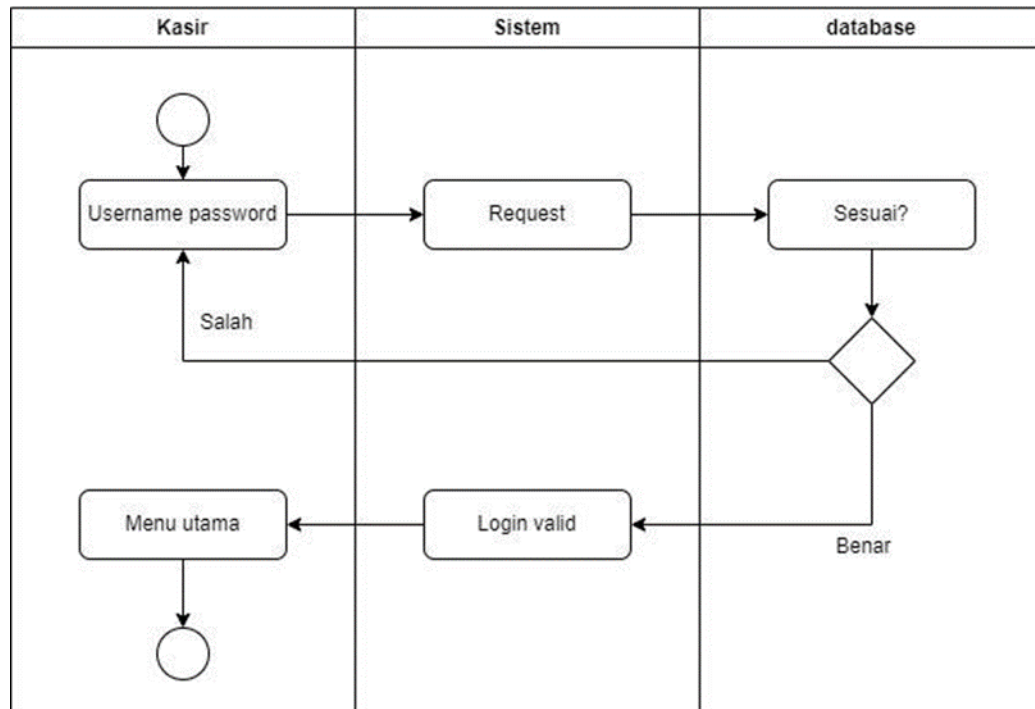 Kasir
Sistem
database
Username password
Request
Sesuai?
Salah
Menu utama
Login valid
Benar